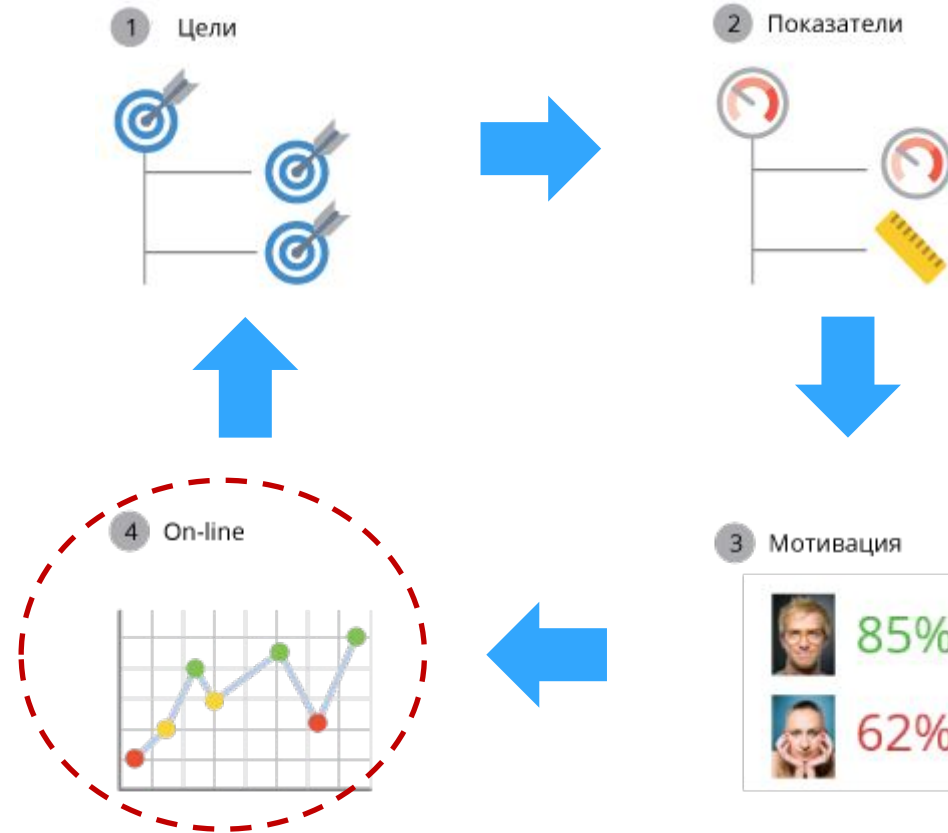 1 Цели
2 Показатели
4 On-line
3 Мотивация
85%
62%